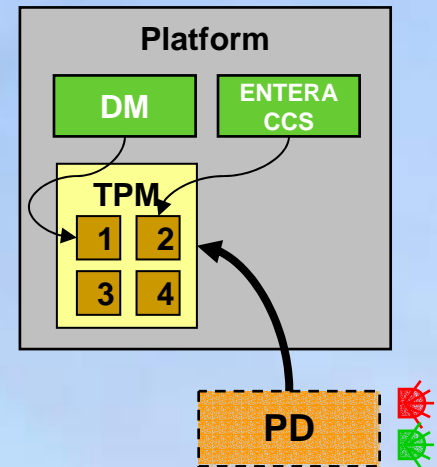 Platform
DM
ENTERA
CCS
TPM
1 2
3 4
PD